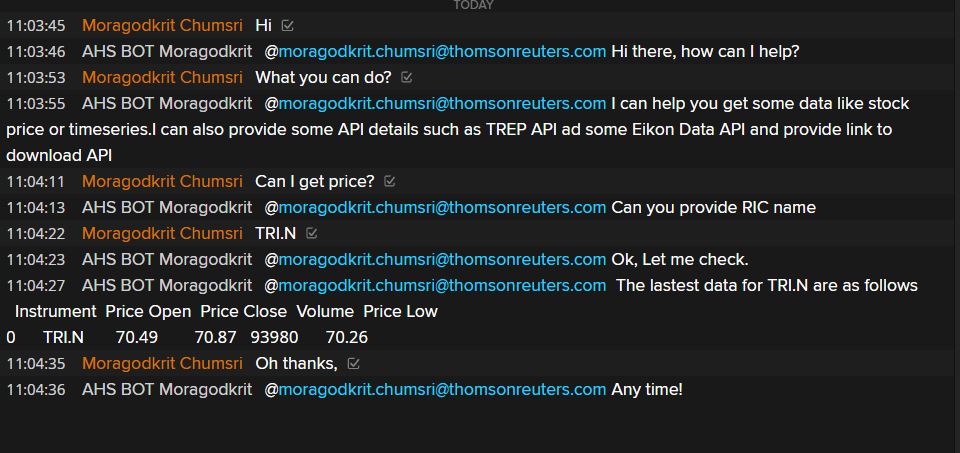 TODAY
11:03:45 Moragodkrit Chumsri Hi
11:03:46 AHS BOT Moragodkrit @moragodkrit.chumsri@thomsonreuters.com Hi there, how can I help?
11:03:53 Moragodkrit Chumsri What you can do?
11:03:55 AHS BOT Moragodkrit @moragodkrit.chumsri@thomsonreuters.com I can help you get some data like stock
price or timeseries.I can also provide some API details such as TREP API ad some Eikon Data API and provide link to
download API
11:04:11 Moragodkrit Chumsri Can I get price?
11:04:13 AHS BOT Moragodkrit @moragodkrit.chumsri@thomsonreuters.com Can you provide RIC name
11:04:22 Moragodkrit Chumsri TRI.N
11:04:23 AHS BOT Moragodkrit @moragodkrit.chumsri@thomsonreuters.com Ok, Let me check.
11:04:27 AHS BOT Moragodkrit @moragodkrit.chumsri@thomsonreuters.com The lastest data for TRI.N are as follows
Instrument Price Open Price Close Volume Price Low
0 TRI.N 70.49 70.87 93980 70.26
11:04:35 Moragodkrit Chumsri Oh thanks,
11:04:36 AHS BOT Moragodkrit @moragodkrit.chumsri@thomsonreuters.com Any time!